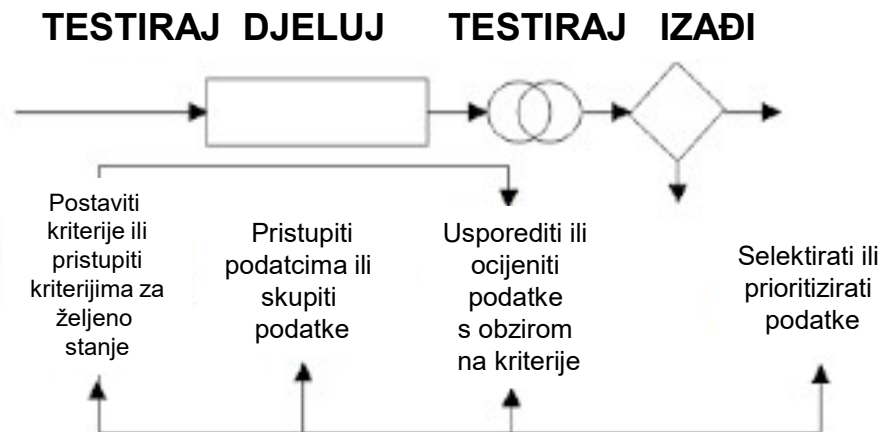 TESTIRAJ DJELUJ TESTIRAJ IZAĐI
Postaviti
kriterije ili
pristupiti
kriterijima za
željeno
stanje
Pristupiti
podatcima ili
skupiti
podatke
Usporediti ili
ocijeniti
podatke
s obzirom
na kriterije
Selektirati ili
prioritizirati
podatke